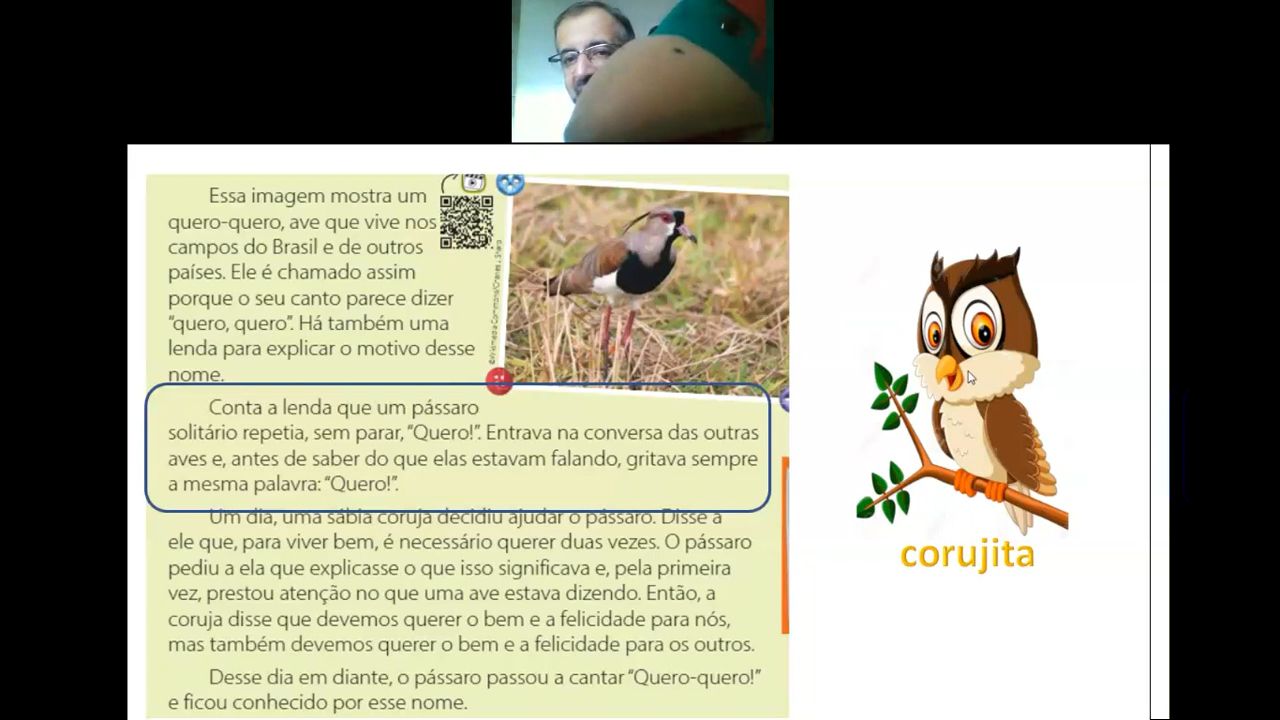 Essa imagem mostra um
quero-quero, ave que vive nos
campos do Brasil e de outros
países. Ele é chamado assim
porque o seu canto parece dizer
“quero, quero”. Há também uma
lenda para explicar o motivo desse
nome.
Conta a lenda que um pássaro
solitário repetia, sem parar, “Quero!”. Entrava na conversa das outras
aves e, antes de saber do que elas estavam falando, gritava sempre
a mesma palavra: “Quero!”.
Um dia, uma sábia coruja decidiu ajudar o pássaro. Disse a
ele que, para viver bem, é necessário querer duas vezes. O pássaro
pediu a ela que explicasse o que isso significava e, pela primeira
vez, prestou atenção no que uma ave estava dizendo. Então, a
coruja disse que devemos querer o bem e a felicidade para nós,
mas também devemos querer o bem e a felicidade para os outros.
Desse dia em diante, o pássaro passou a cantar “Quero-quero!”
e ficou conhecido por esse nome.
©Wikimedia Commons/Charles J. Sharp
corujita